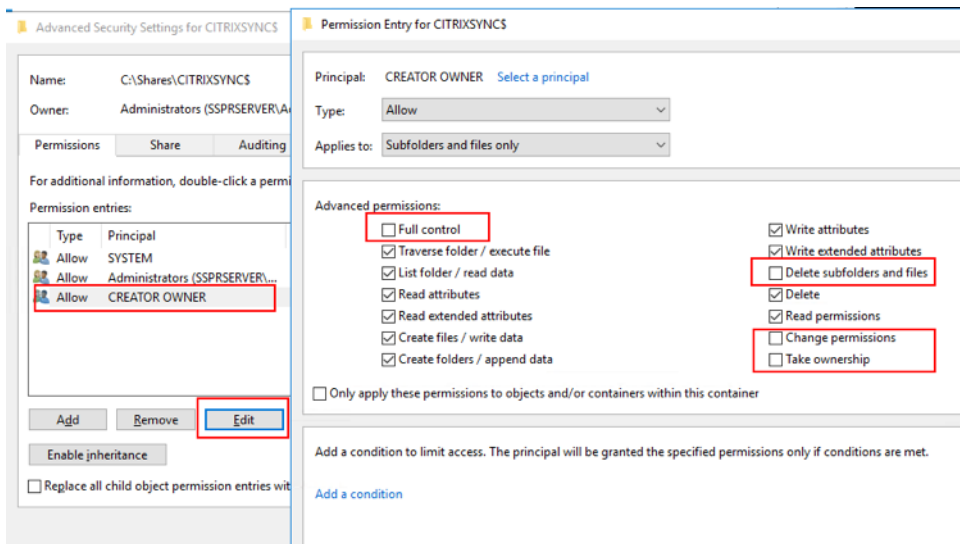 Advanced Security Settings for CITRIXSYNC$
Name: C:\Shares\CITRIXSYNC$
Owner: Administrators (SSPRSERVER\A
Permissions Share Auditing
For additional information, double-click a permi
Permission entries:
Type Principal
Allow SYSTEM
Allow Administrators (SSPRSERVER\...
Allow CREATOR OWNER
Add Remove Edit
Enable inheritance
Replace all child object permission entries wit
Permission Entry for CITRIXSYNC$
Principal: CREATOR OWNER Select a principal
Type: Allow
Applies to: Subfolders and files only
Advanced permissions:
Full control
Traverse folder / execute file
List folder / read data
Read attributes
Read extended attributes
Create files / write data
Create folders / append data
Write attributes
Write extended attributes
Delete subfolders and files
Delete
Read permissions
Change permissions
Take ownership
Only apply these permissions to objects and/or containers within this container
Add a condition to limit access. The principal will be granted the specified permissions only if conditions are met.
Add a condition